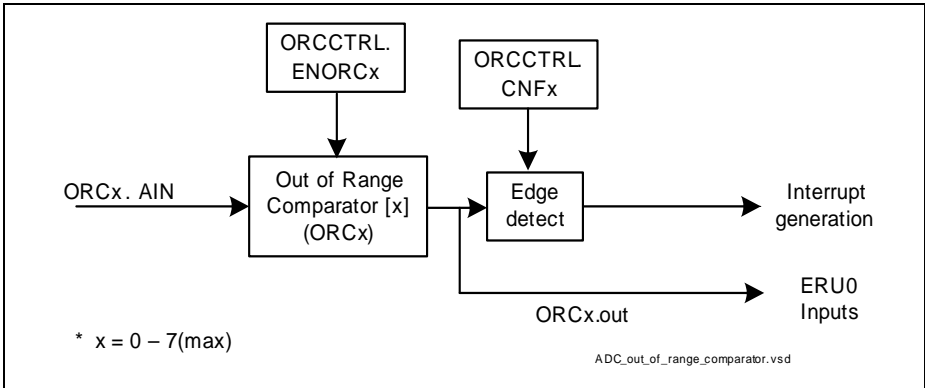 ORCCTRL.
ENORCx
ORCCTRL
CNFx
ORCx. AIN
Out of Range
Comparator [x]
(ORCx)
Edge
detect
Interrupt
generation
ERU0
Inputs
ORCx.out
* x = 0 – 7(max)
ADC_out_of_range_comparator.vsd